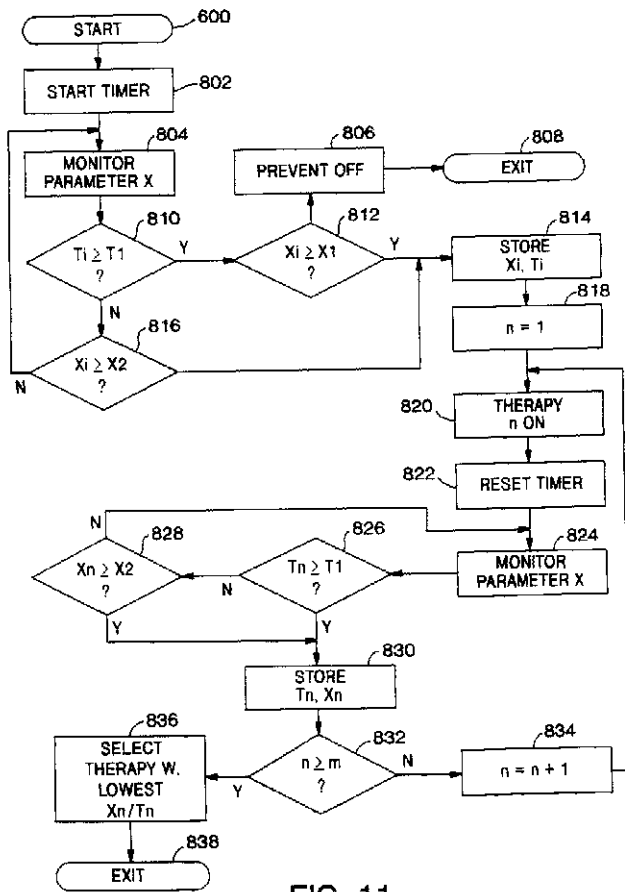 START
600
START TIMER
802
804
MONITOR
PARAMETER X
806
PREVENT OFF
808
EXIT
810
Ti ≥ T1
?
Y
N
812
Xi ≥ X1
?
Y
814
STORE
Xi, Ti
816
Xi ≥ X2
?
N
818
n = 1
820
THERAPY
n ON
822
RESET TIMER
824
MONITOR
PARAMETER X
826
Tn ≥ T1
?
N
Y
828
Xn ≥ X2
?
N
Y
830
STORE
Tn, Xn
832
n ≥ m
?
Y
N
834
n = n + 1
836
SELECT
THERAPY W.
LOWEST
Xn/Tn
838
EXIT
FIG. 11